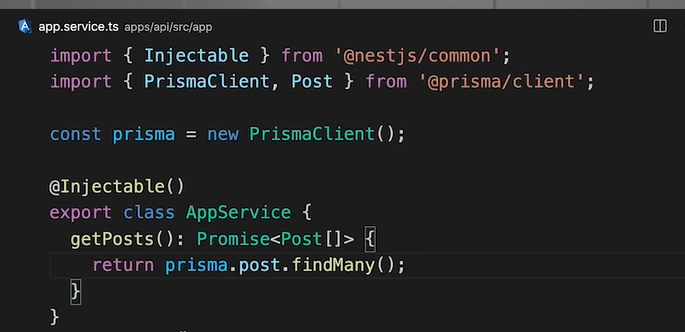 app.service.ts apps/api/src/app
import { Injectable } from '@nestjs/common';
import { PrismaClient, Post } from '@prisma/client';
const prisma = new PrismaClient();
@Injectable()
export class AppService {
getPosts(): Promise<Post[]> {
return prisma.post.findMany();
}
}